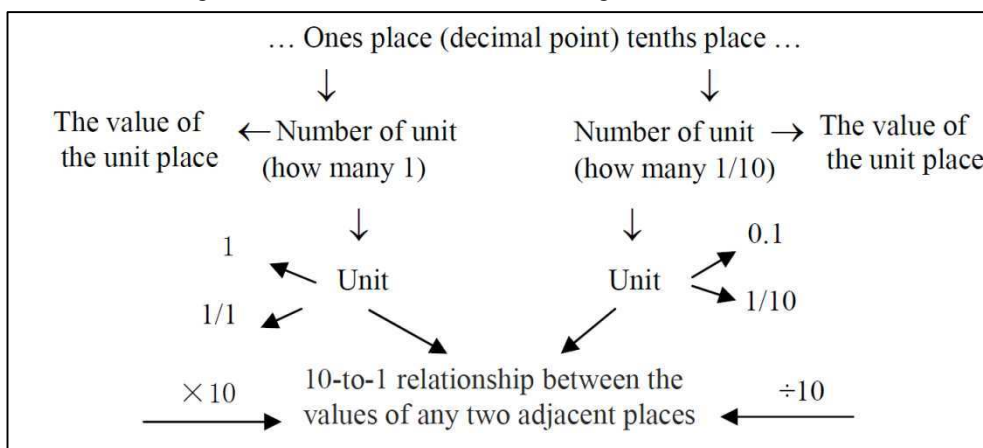 … Ones place (decimal point) tenths place …
↓ ↓
The value of
the unit place
← Number of unit
(how many 1)
Number of unit →
(how many 1/10)
The value of
the unit place
↓ ↓
1
1/1
Unit
Unit
0.1
1/10
×10
10-to-1 relationship between the
values of any two adjacent places
÷10